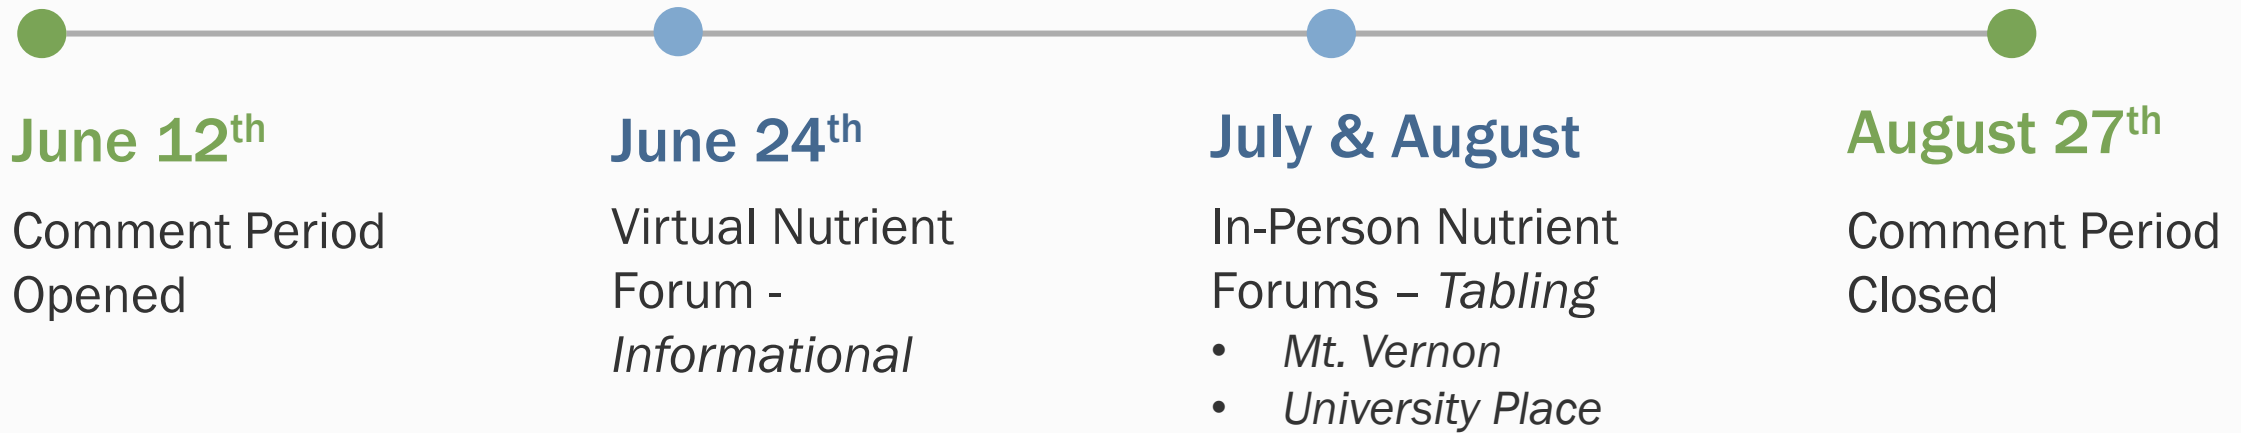 June 12th
Comment Period
Opened
June 24th
Virtual Nutrient
Forum -
Informational
July & August
In-Person Nutrient
Forums – Tabling
• Mt. Vernon
• University Place
August 27th
Comment Period
Closed